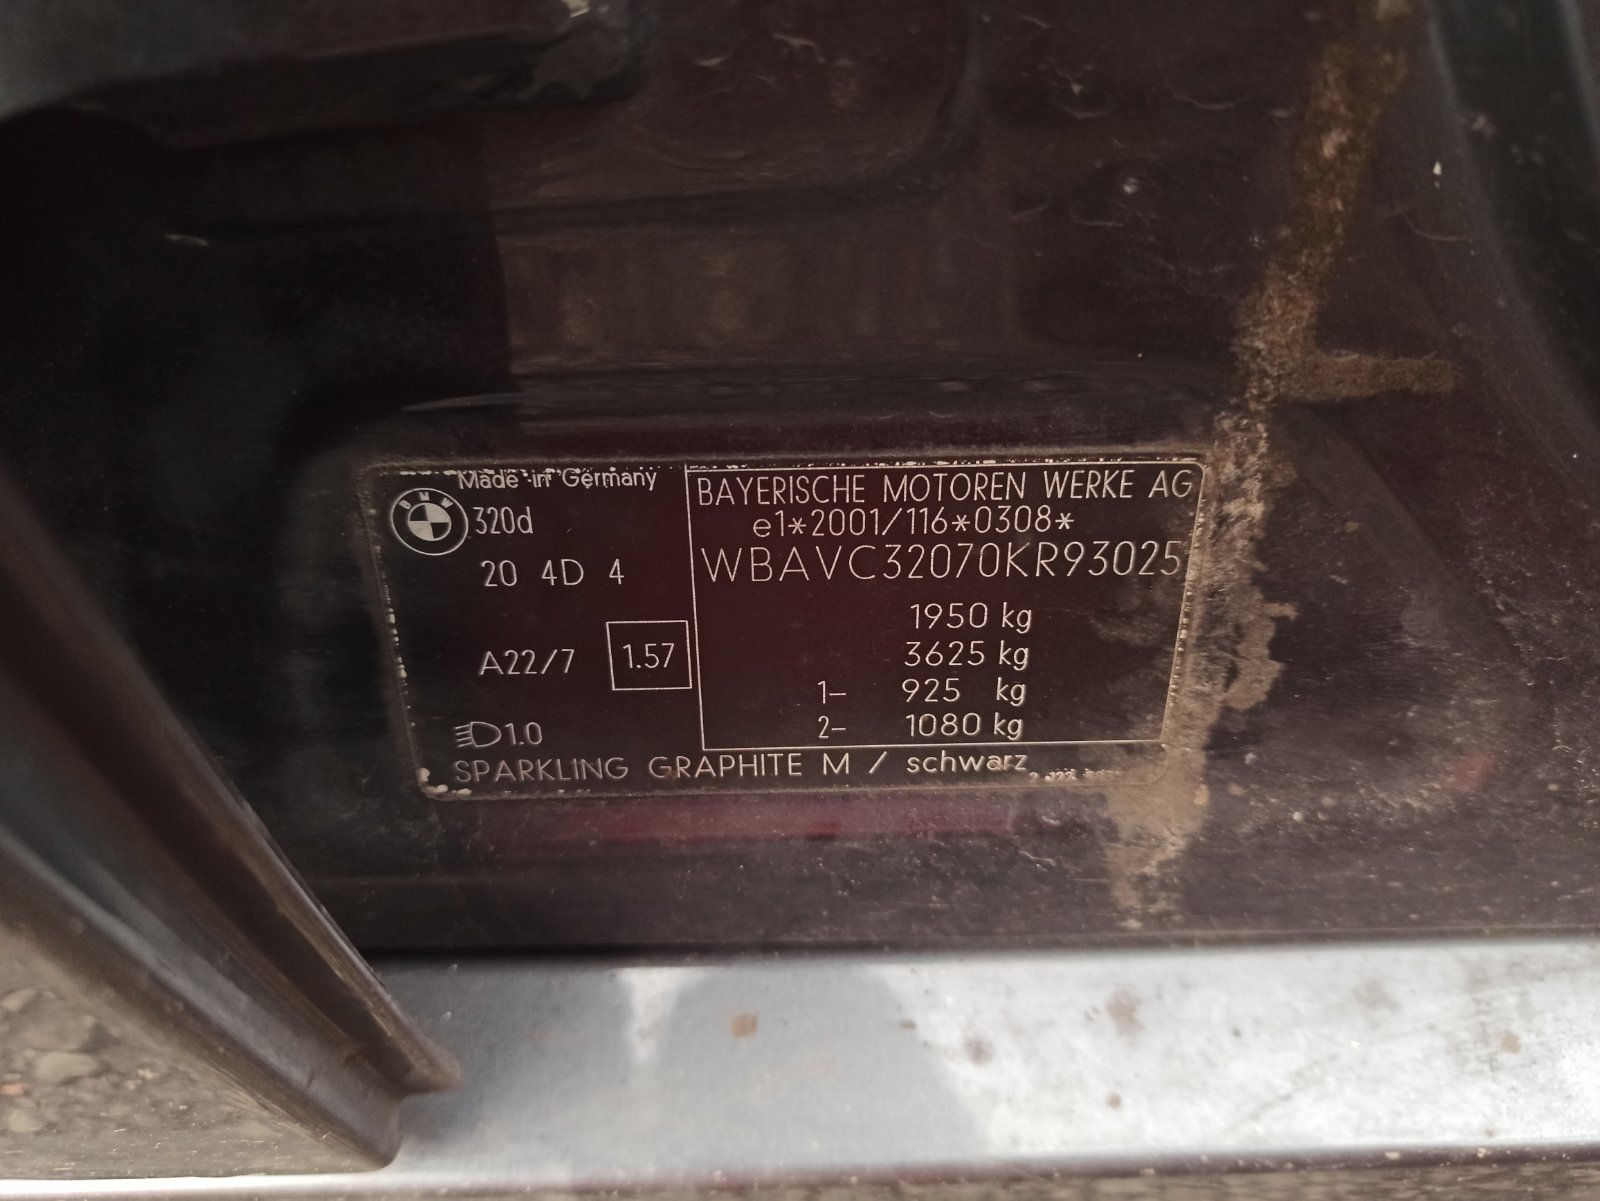 Made in Germany
BMW
320d
20 4D 4
A22/7 1.57
1.0
BAYERISCHE MOTOREN WERKE AG
e1*2001/116*0308*
WBAVC32070KR93025
1950 kg
3625 kg
1- 925 kg
2- 1080 kg
SPARKLING GRAPHITE M / schwarz